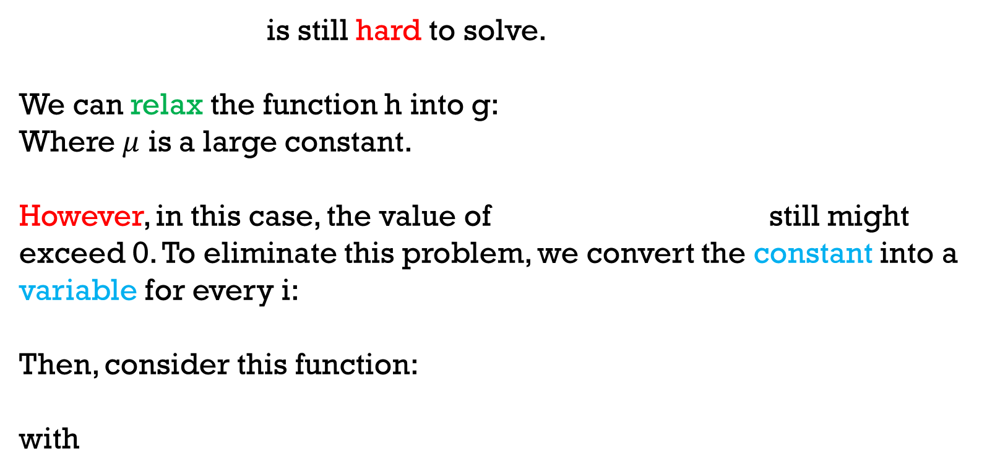 is still hard to solve.
We can relax the function h into g:
Where μ is a large constant.
However, in this case, the value of still might
exceed 0. To eliminate this problem, we convert the constant into a
variable for every i:
Then, consider this function:
with